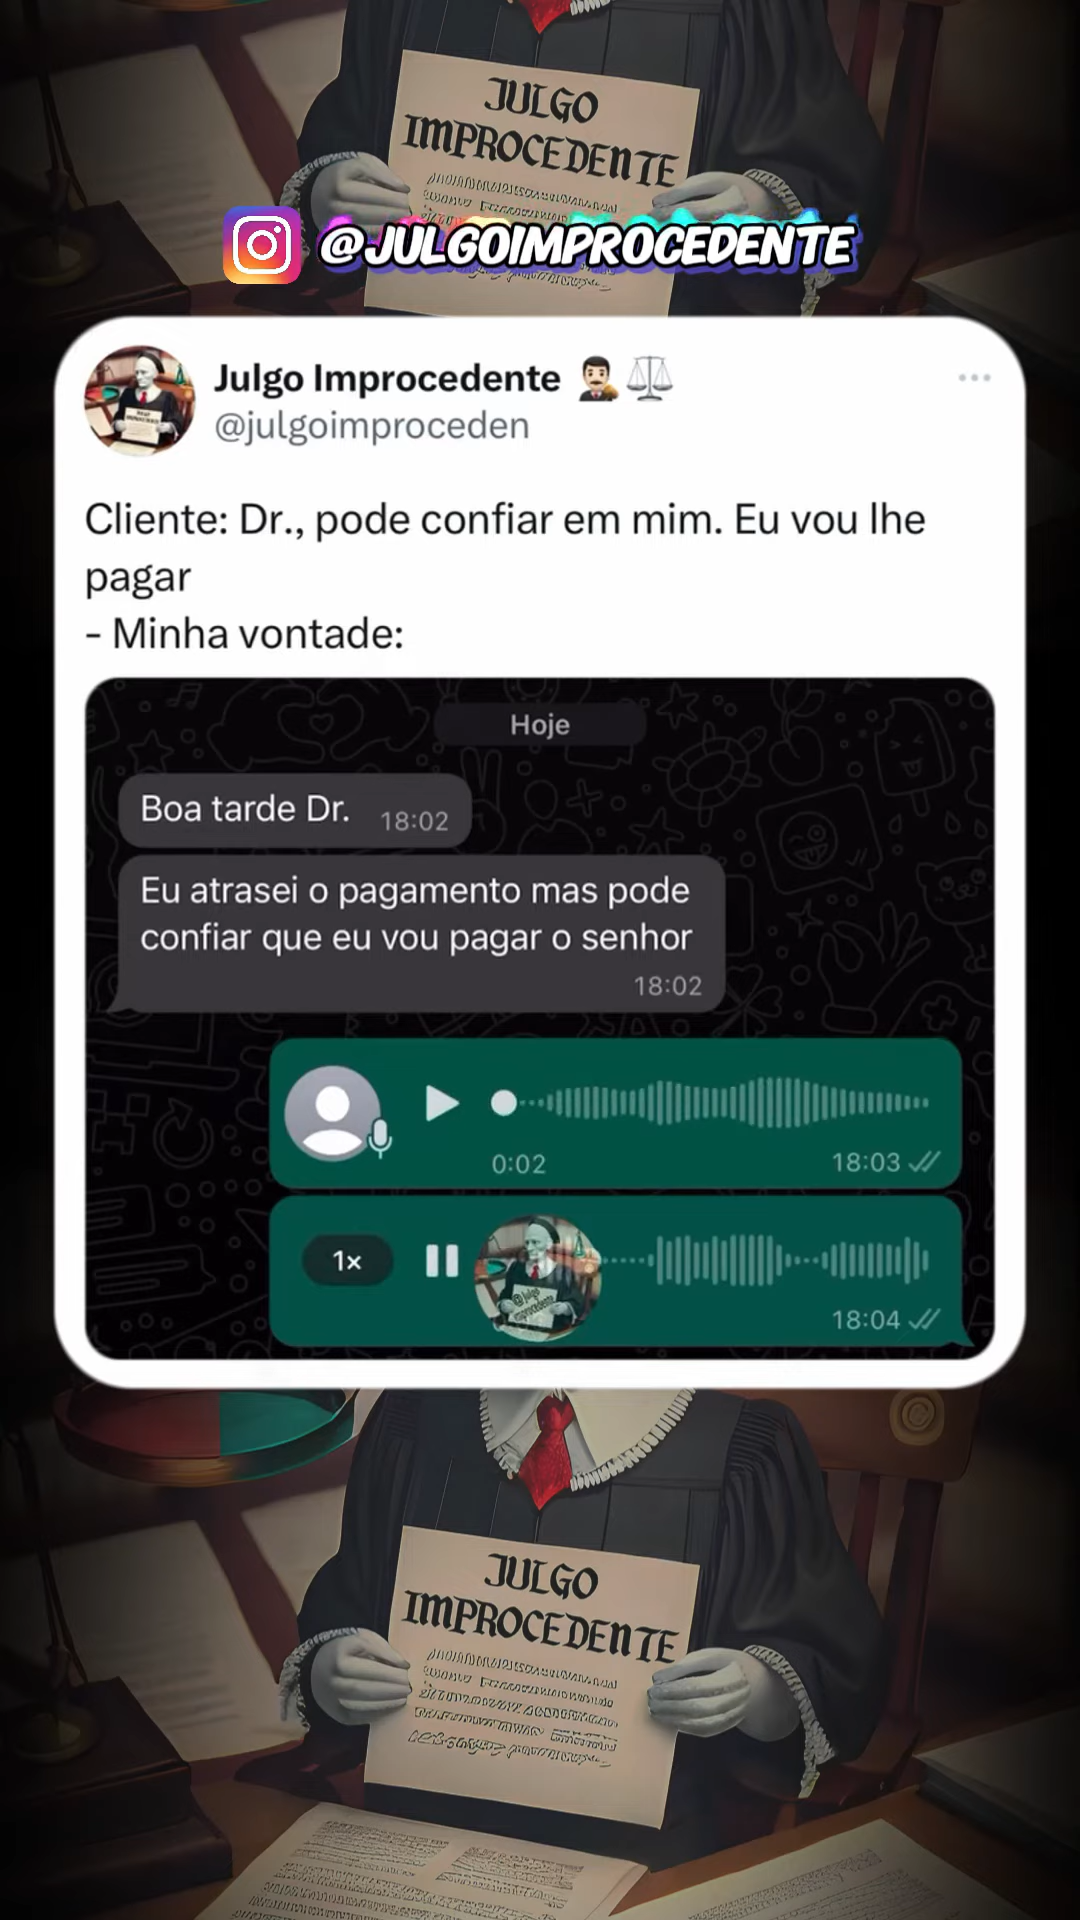 JULGO
IMPROCEDENTE
@JULGOIMPROCEDENTE
Julgo Improcedente
@julgoimproceden
Cliente: Dr., pode confiar em mim. Eu vou lhe
pagar
- Minha vontade:
Hoje
Boa tarde Dr. 18:02
Eu atrasei o pagamento mas pode
confiar que eu vou pagar o senhor
18:02
0:02 18:03
1x
18:04
JULGO
IMPROCEDENTE